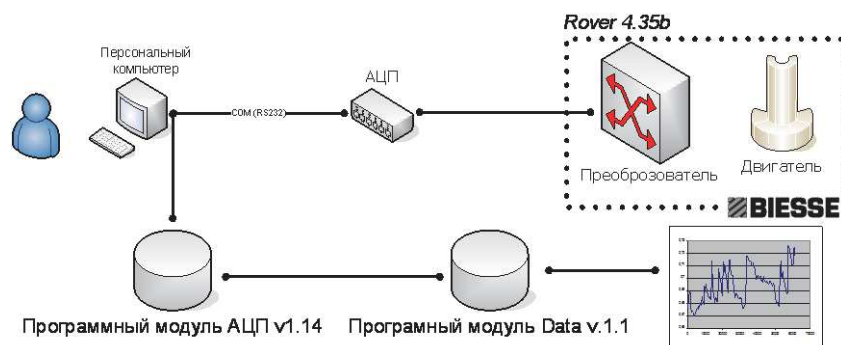 Rover 4.35b
Персональный
компьютер
АЦП
COM (RS232)
Преоброзователь
Двигатель
BIESSE
Программный модуль АЦП v1.14
Програмный модуль Data v.1.1